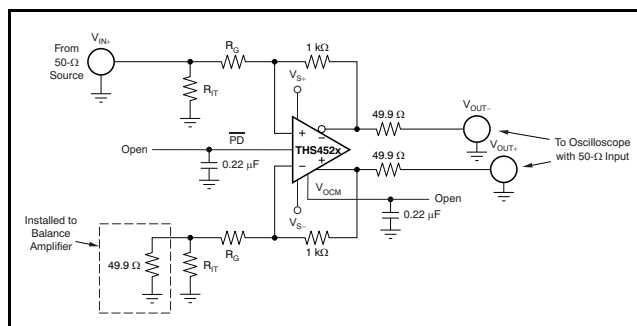 From
50-Ω
Source
V_IN+
R_IT
R_G
1 kΩ
V_S+
PD
Open
0.22 µF
THS452x
+
−
−
+
V_OCM
V_S−
49.9 Ω
49.9 Ω
V_OUT−
V_OUT+
To Oscilloscope
with 50-Ω Input
Open
0.22 µF
Installed to
Balance
Amplifier
49.9 Ω
R_IT
R_G
1 kΩ